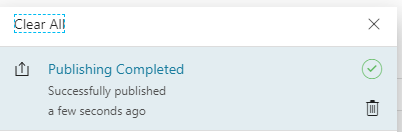 Clear All
Publishing Completed
Successfully published
a few seconds ago